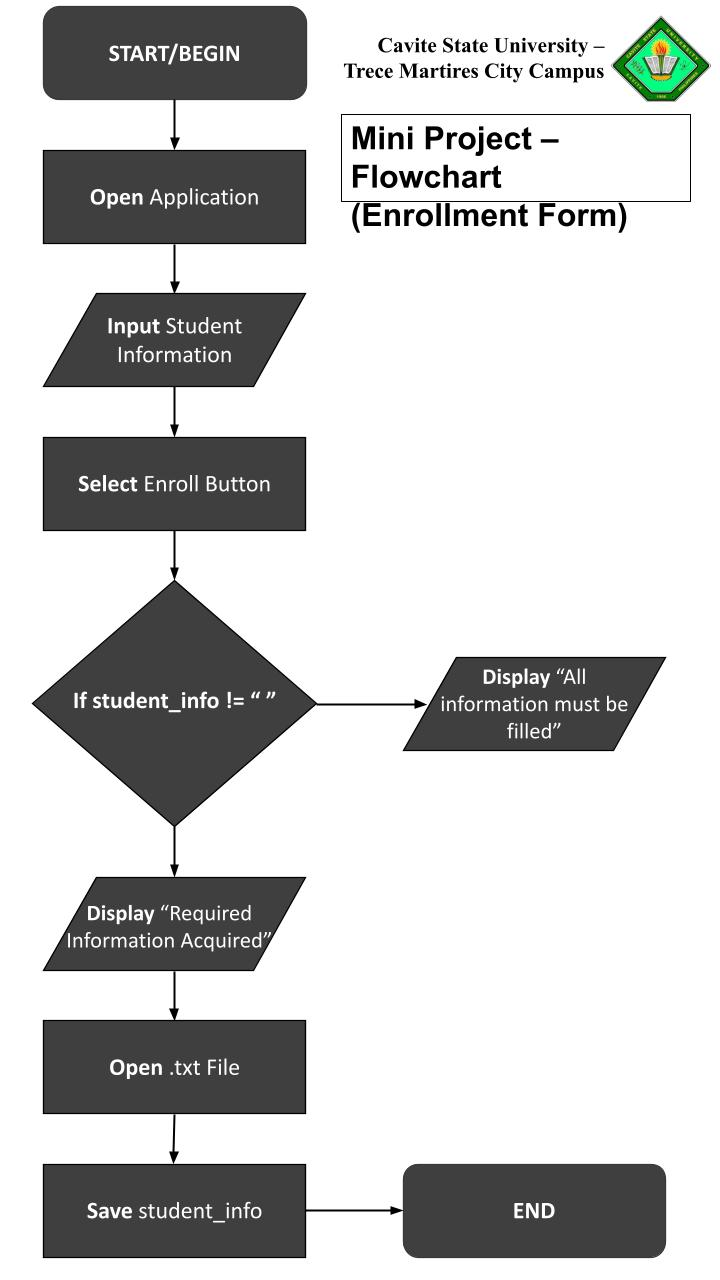 START/BEGIN
Cavite State University –
Trece Martires City Campus
Mini Project –
Flowchart
(Enrollment Form)
Open Application
Input Student
Information
Select Enroll Button
If student_info != “ ”
Display “All
information must be
filled”
Display “Required
Information Acquired”
Open .txt File
Save student_info
END